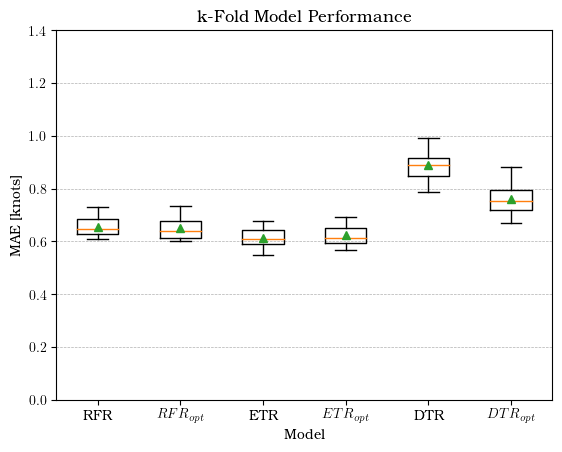 k-Fold Model Performance
1.4
1.2
1.0
0.8
0.6
0.4
0.2
0.0
MAE [knots]
RFR RFR_opt ETR ETR_opt DTR DTR_opt
Model